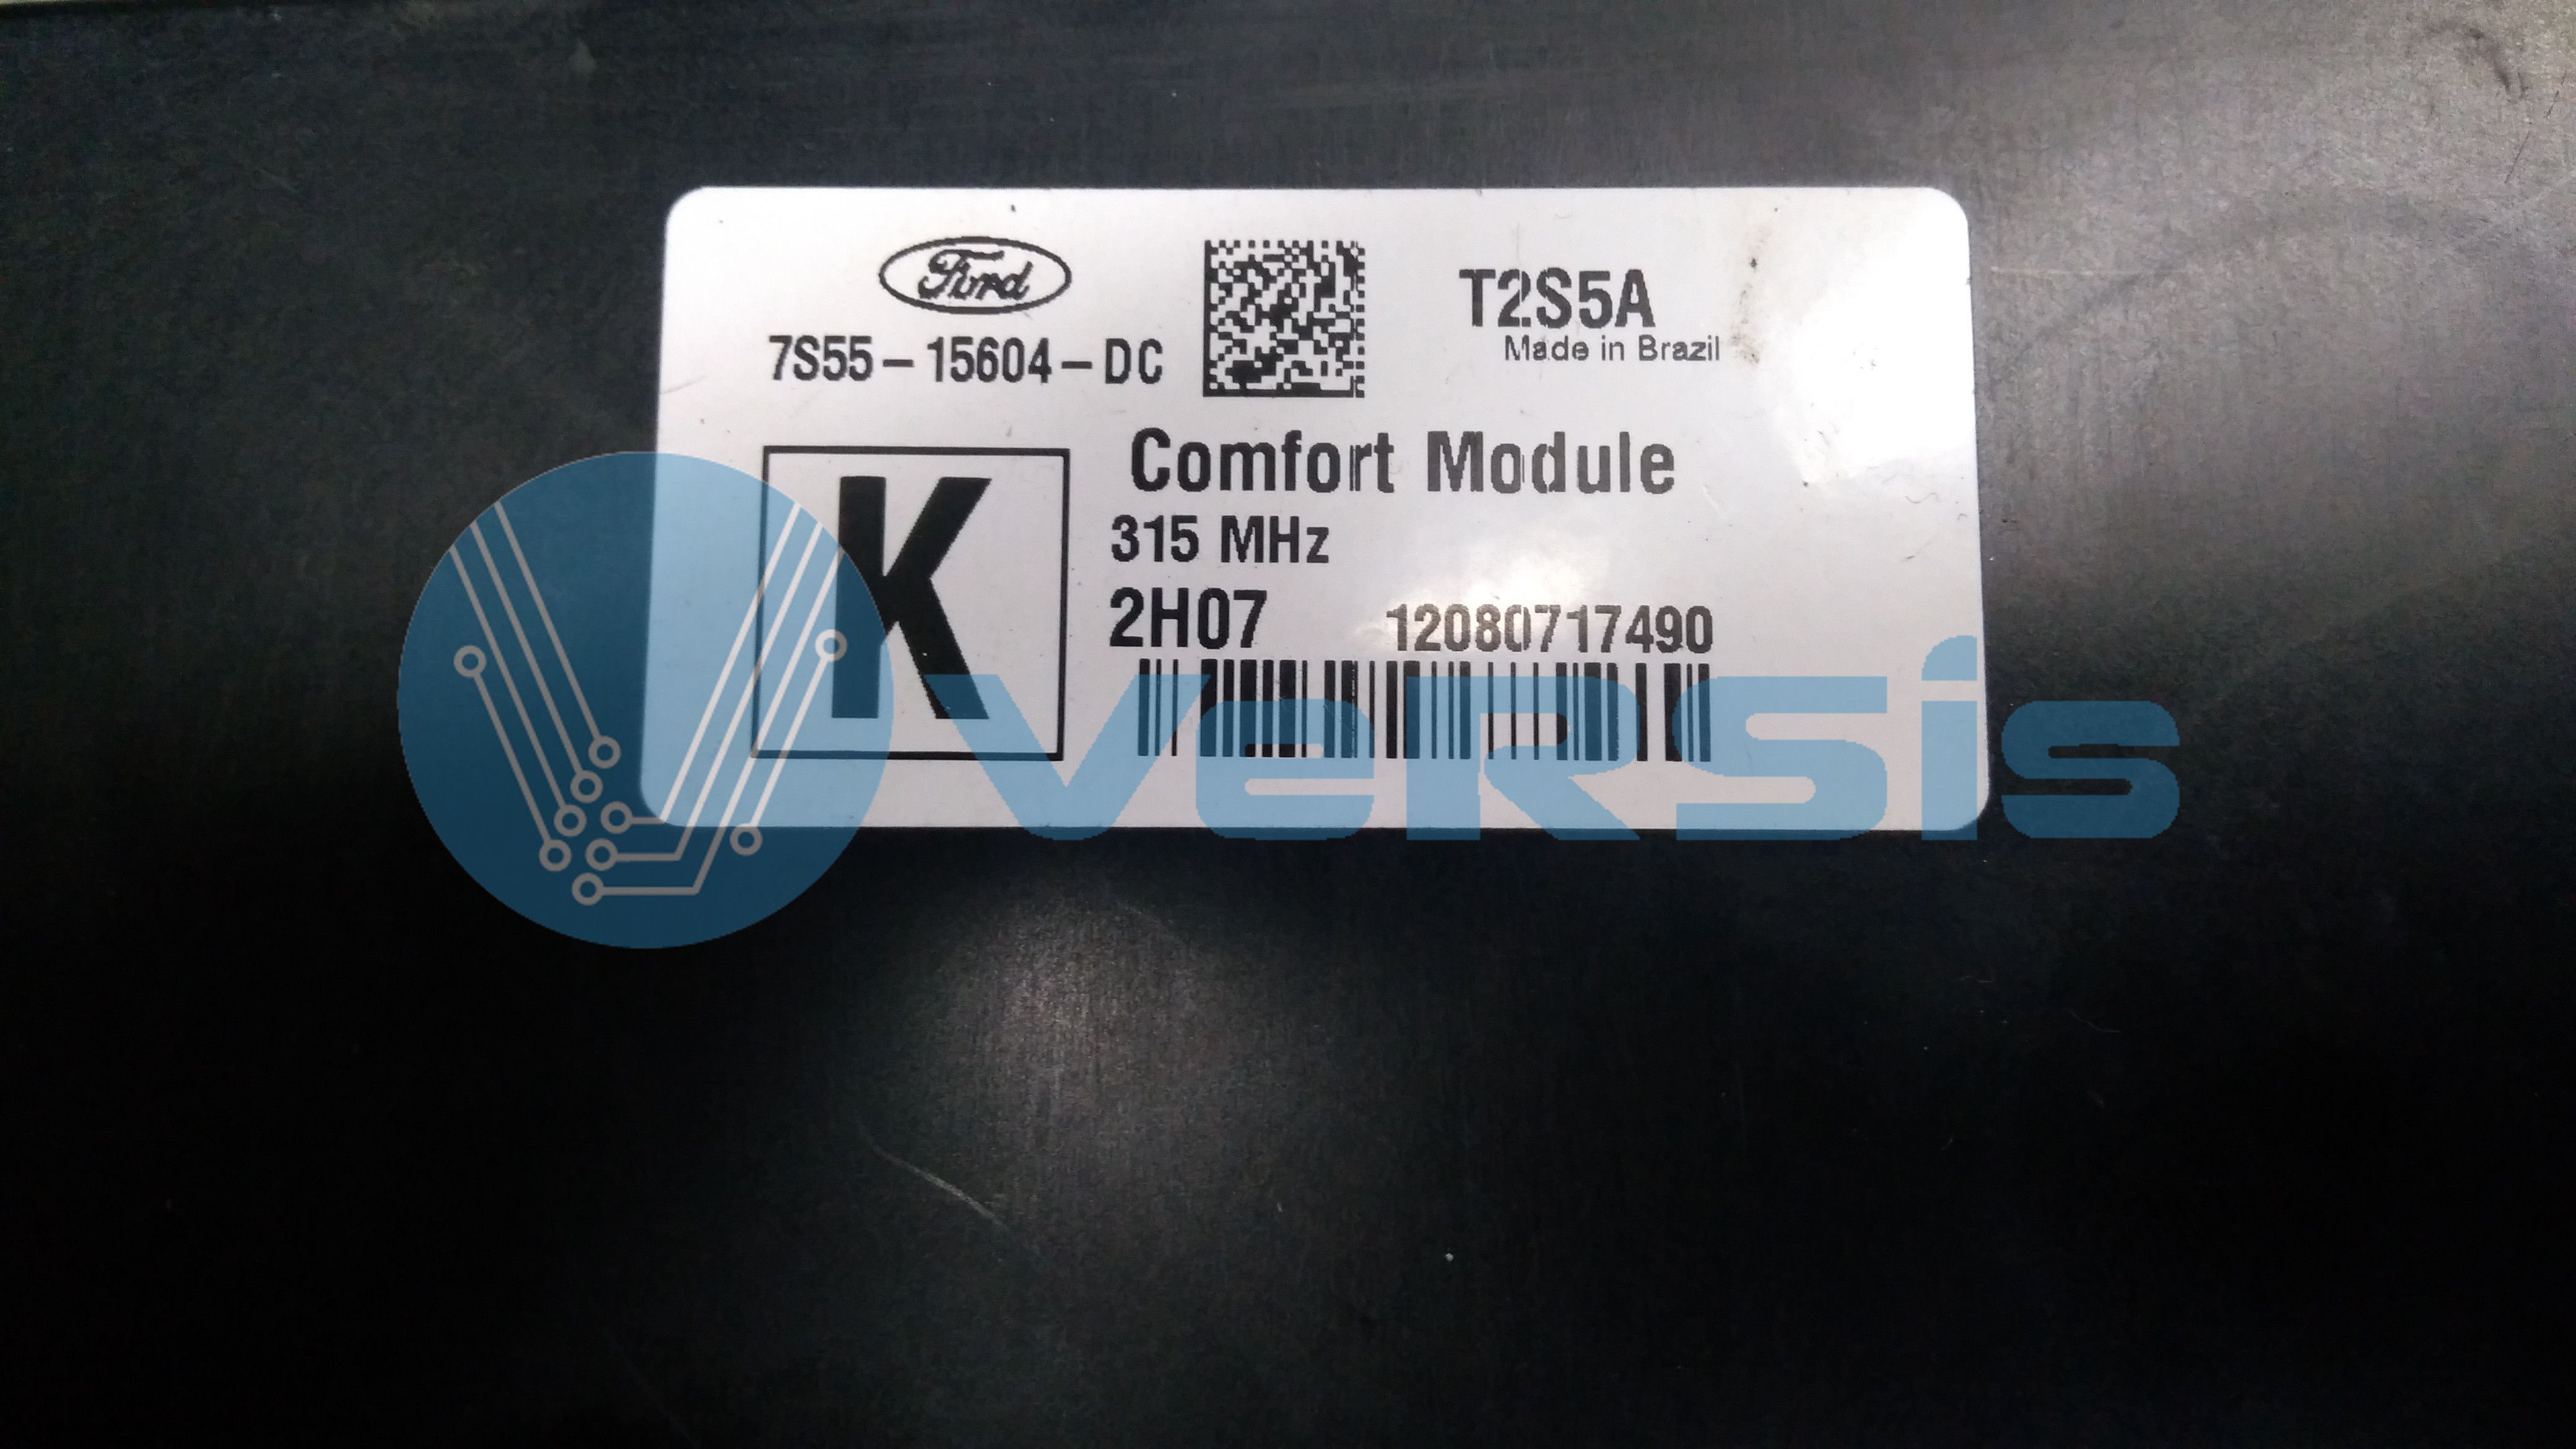 Ford
T2S5A
7S55-15604-DC
Made in Brazil
K
Comfort Module
315 MHz
2H07 12080717490
VeRSis